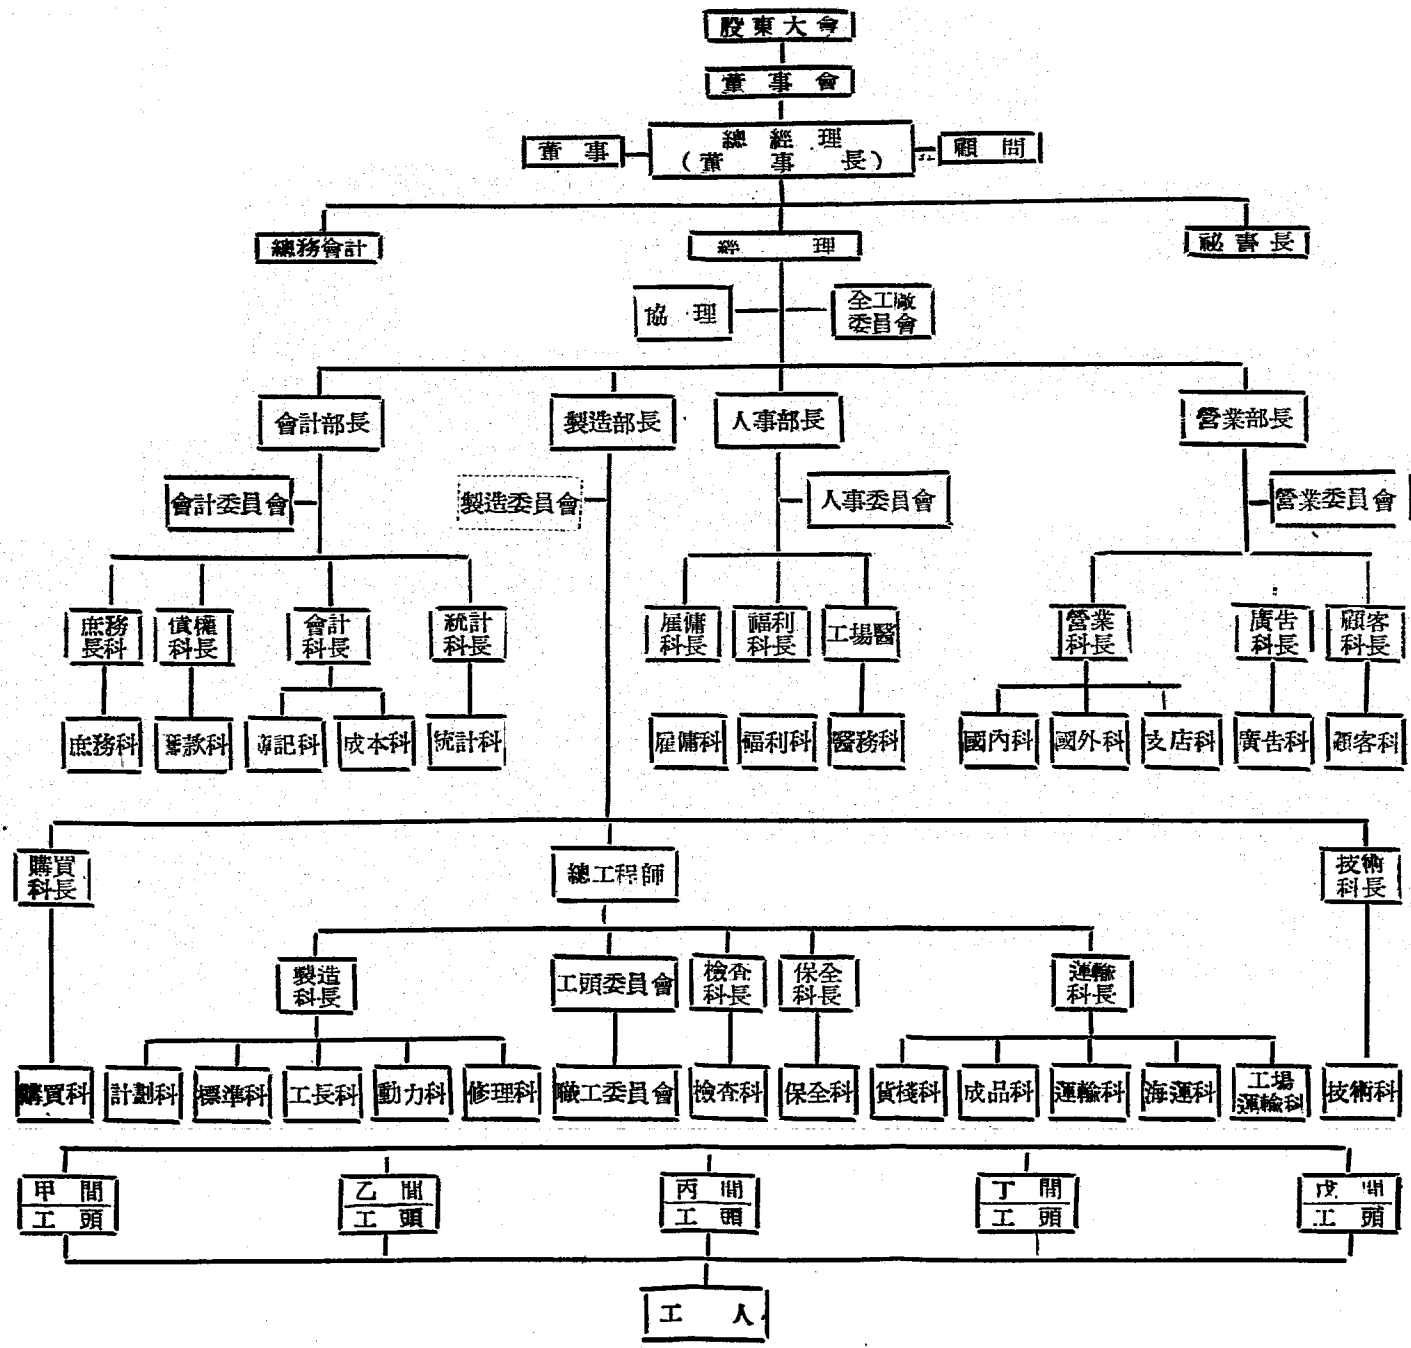 股東大會
董事會
董事
總經理
(董事長)
顧問
總務會計
經理
祕書長
協理
全工廠
委員會
會計部長
製造部長
人事部長
營業部長
會計委員會
製造委員會
人事委員會
營業委員會
庶務
長科
債權
科長
會計
科長
統計
科長
雇傭
科長
福利
科長
工場醫
營業
科長
廣告
科長
顧客
科長
庶務科
款科
記科
成本科
統計科
雇傭科
福利科
醫務科
國內科
國外科
支店科
廣告科
顧客科
購買
科長
總工程師
技術
科長
製造
科長
工頭委員會
檢查
科長
保全
科長
運輸
科長
購買科
計劃科
標準科
工長科
動力科
修理科
職工委員會
檢查科
保全科
貨棧科
成品科
運輸科
海運科
工場
運輸科
技術科
甲間
工頭
乙間
工頭
丙間
工頭
丁間
工頭
戊間
工頭
工人